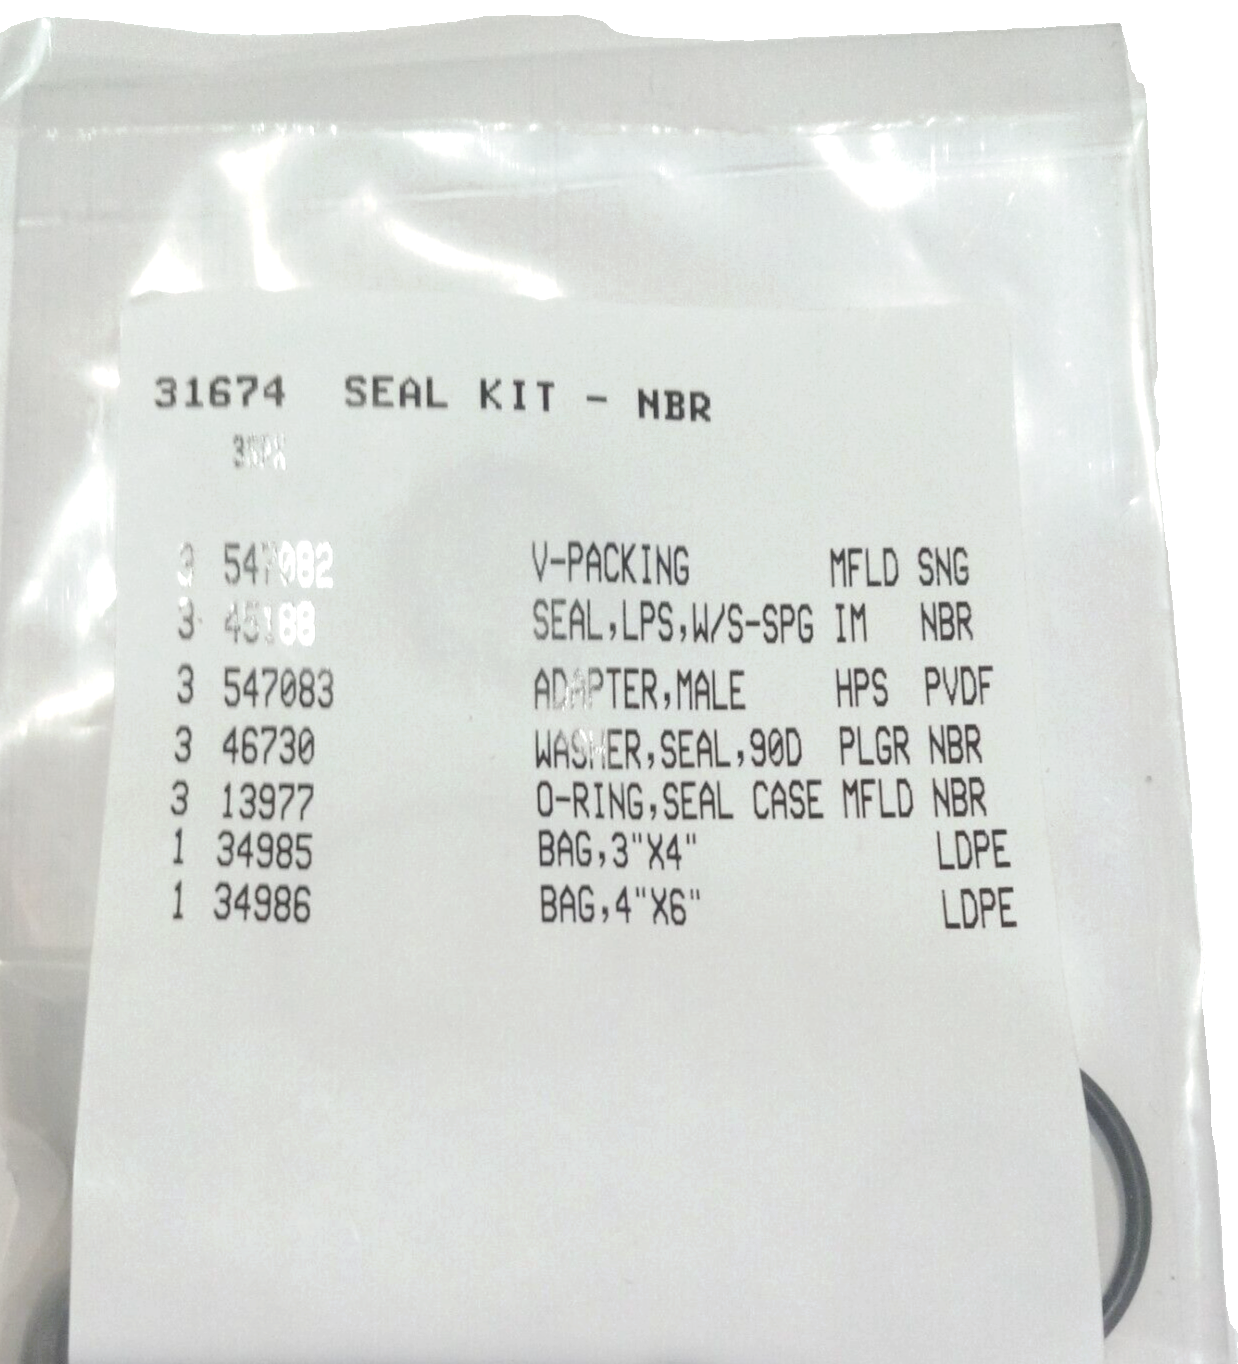 31674 SEAL KIT - NBR
3 547082 V-PACKING MFLD SNG
3 SEAL,LPS,W/S-SPG IM NBR
3 547083 ADAPTER,MALE HPS PVDF
3 46730 WASHER,SEAL,90D PLGR NBR
3 13977 O-RING,SEAL CASE MFLD NBR
1 34985 BAG,3"X4" LDPE
1 34986 BAG,4"X6" LDPE